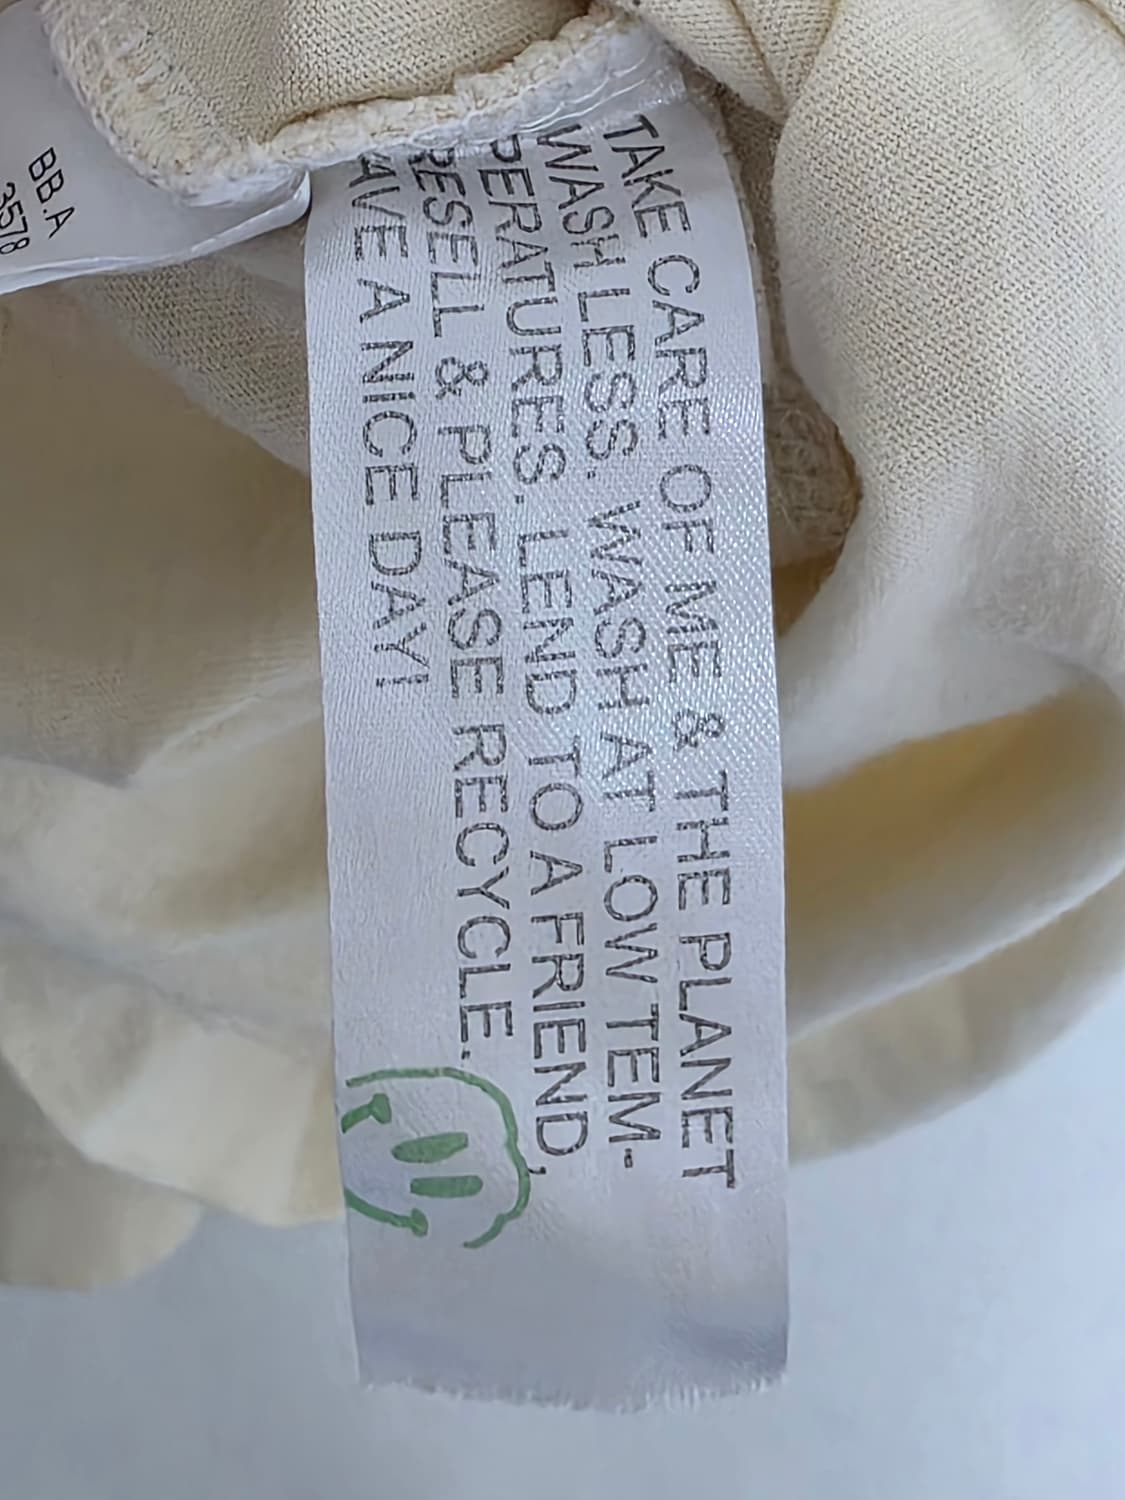 TAKE CARE OF ME & THE PLANET
WASH LESS. WASH AT LOW TEM-
PERATURES. LEND TO A FRIEND,
RESELL & PLEASE RECYCLE.
AVE A NICE DAY!
BB.A
3578